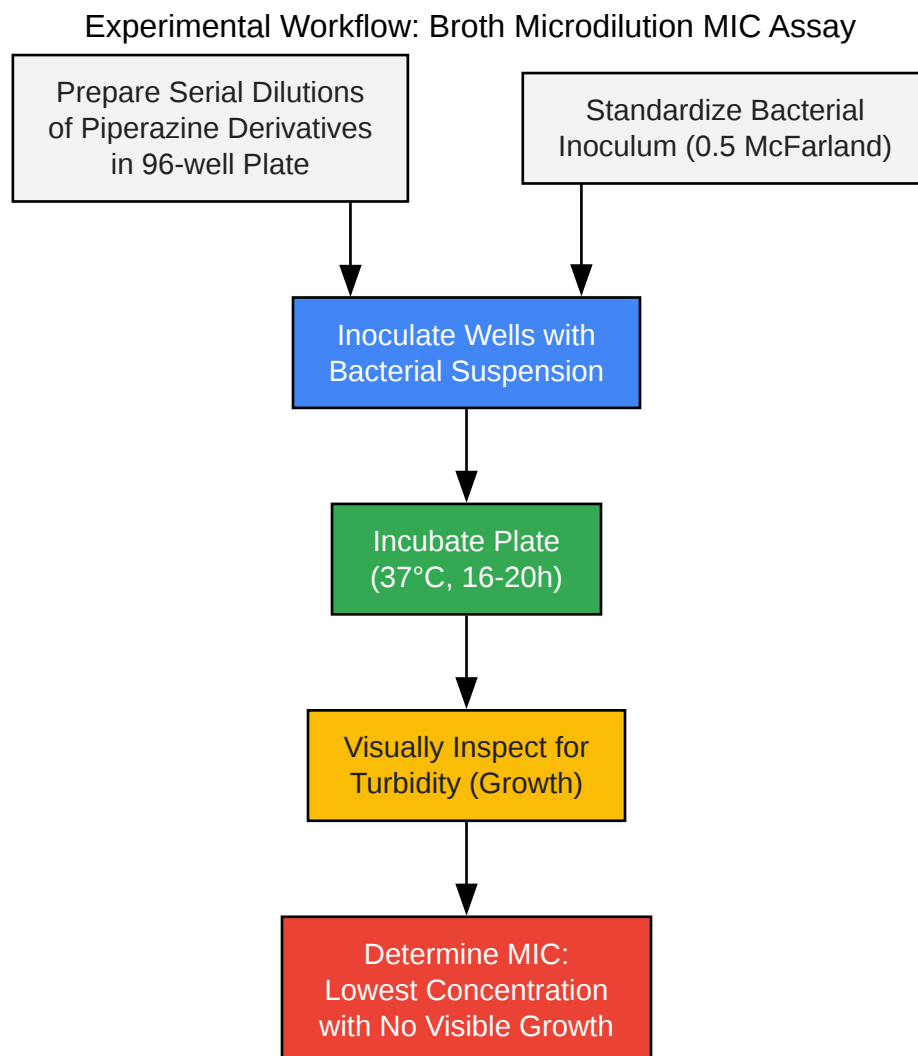 Experimental Workflow: Broth Microdilution MIC Assay
Prepare Serial Dilutions
of Piperazine Derivatives
in 96-well Plate
Standardize Bacterial
Inoculum (0.5 McFarland)
Inoculate Wells with
Bacterial Suspension
Incubate Plate
(37°C, 16-20h)
Visually Inspect for
Turbidity (Growth)
Determine MIC:
Lowest Concentration
with No Visible Growth